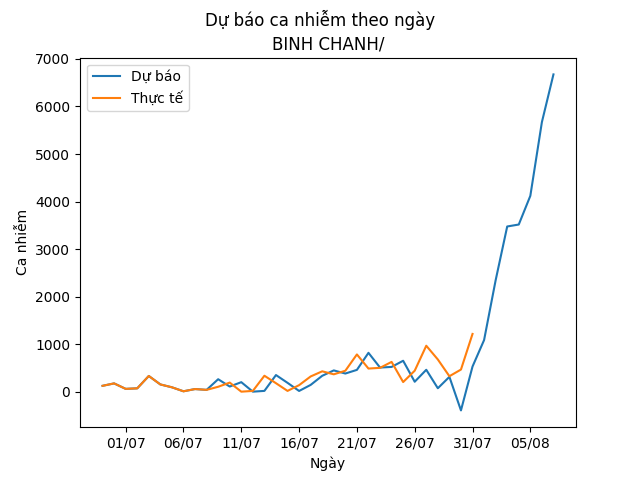 Dự báo ca nhiễm theo ngày
BINH CHANH/
Dự báo
Thực tế
7000
6000
5000
4000
3000
2000
1000
0
Ca nhiễm
01/07 06/07 11/07 16/07 21/07 26/07 31/07 05/08
Ngày